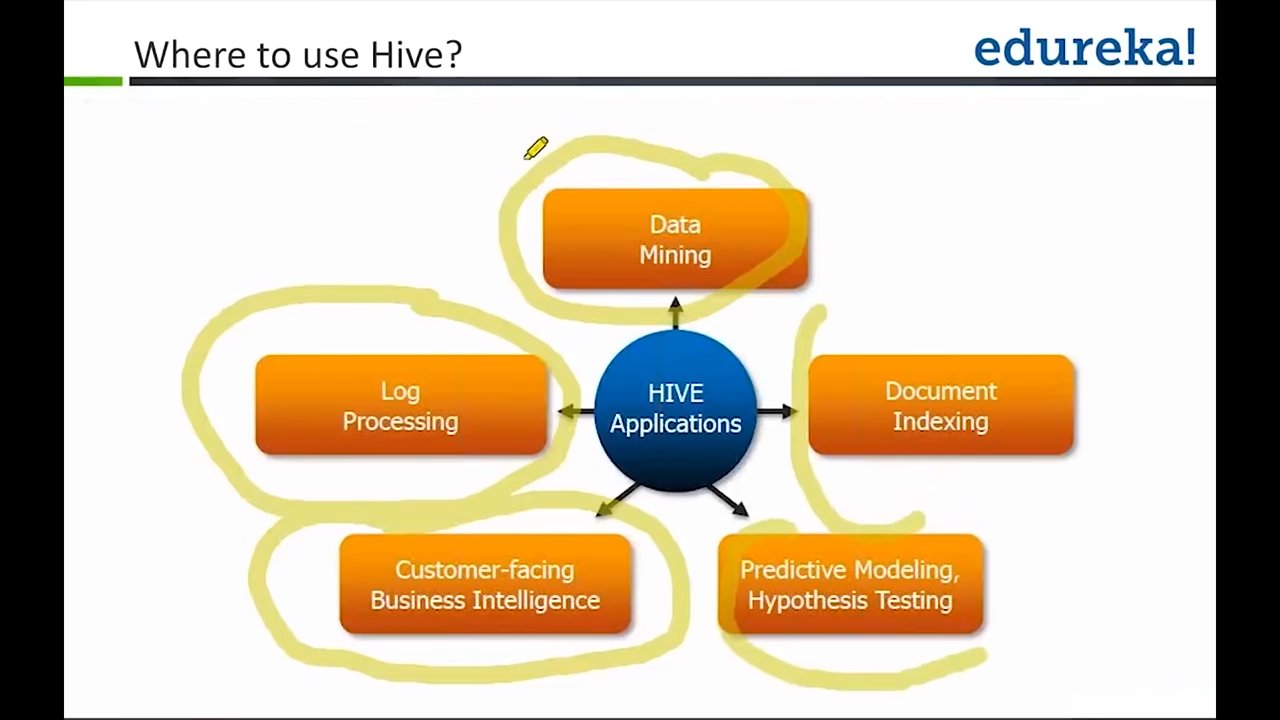 Where to use Hive?
edureka!
Data
Mining
Log
Processing
HIVE
Applications
Document
Indexing
Customer-facing
Business Intelligence
Predictive Modeling,
Hypothesis Testing